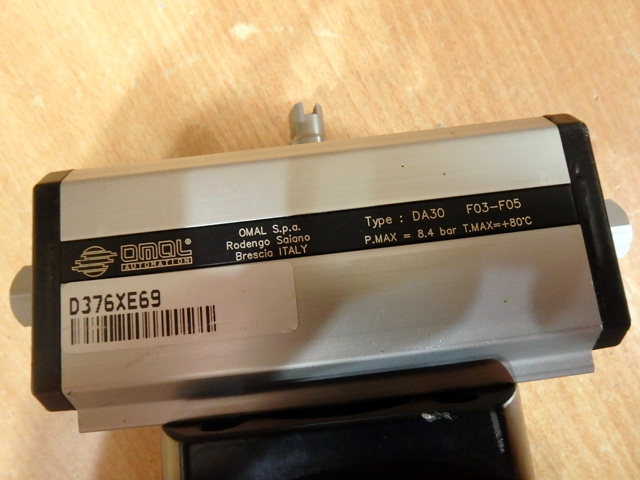 OMAL®
AUTOMATION
OMAL S.p.a.
Rodengo Saiano
Brescia ITALY
Type : DA30 F03-F05
P.MAX = 8.4 bar T.MAX=+80°C
D376XE69